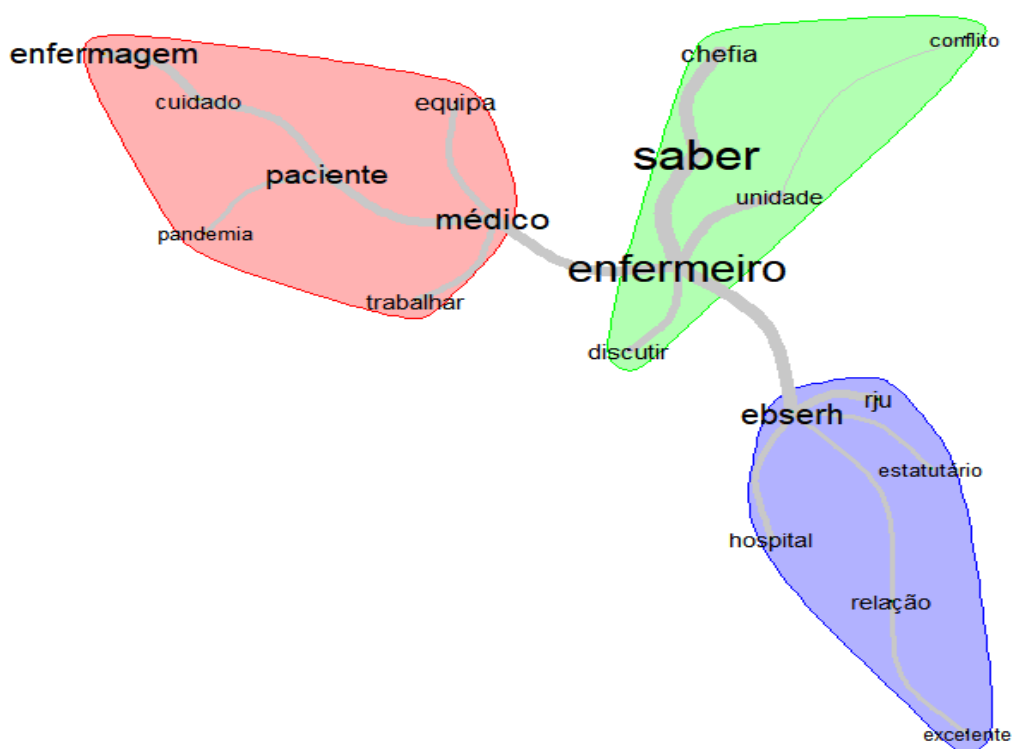 enfermagem
cuidado
equipa
paciente
médico
pandemia
trabalhar
chefia
conflito
saber
unidade
enfermeiro
discutir
ebserh
rju
estatutário
hospital
relação
excelente